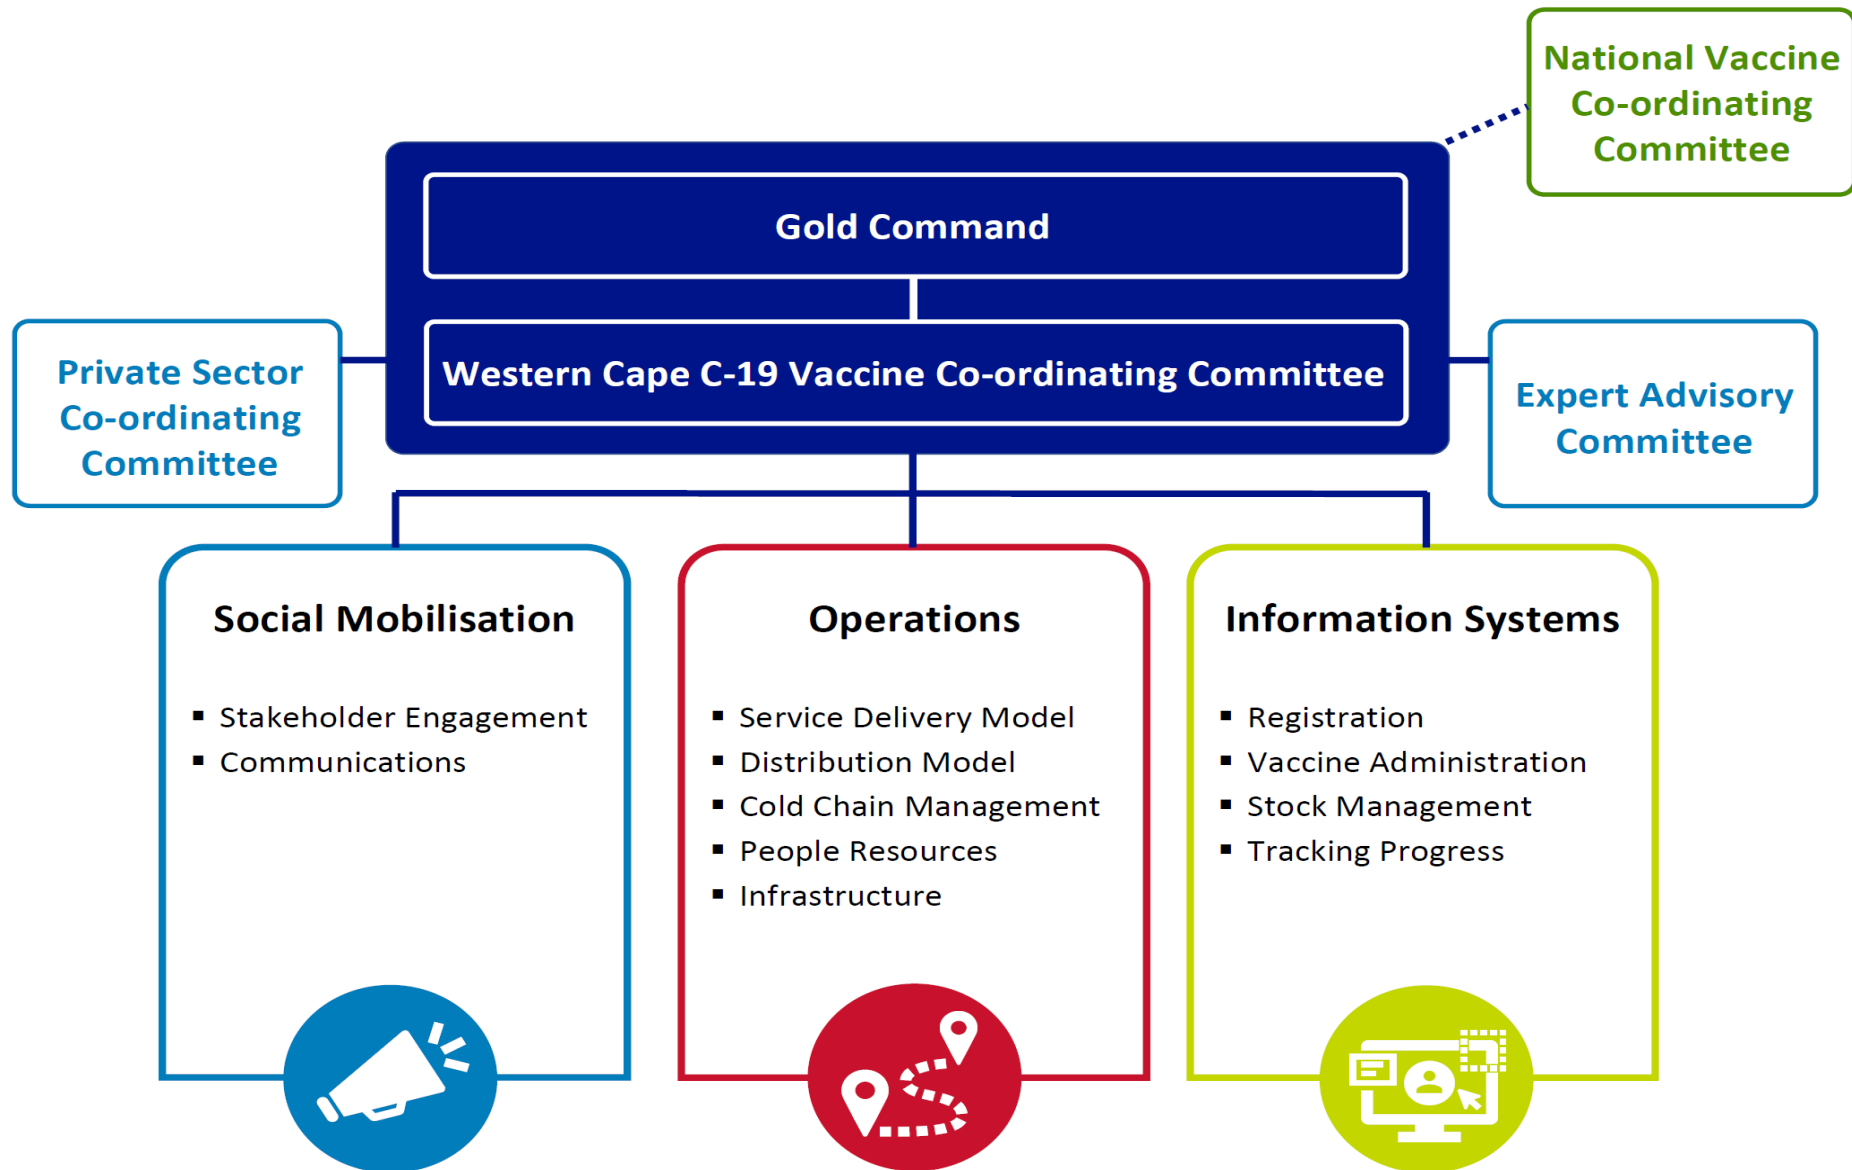 National Vaccine
Co-ordinating
Committee
Gold Command
Western Cape C-19 Vaccine Co-ordinating Committee
Private Sector
Co-ordinating
Committee
Expert Advisory
Committee
Social Mobilisation
▪ Stakeholder Engagement
▪ Communications
Operations
▪ Service Delivery Model
▪ Distribution Model
▪ Cold Chain Management
▪ People Resources
▪ Infrastructure
Information Systems
▪ Registration
▪ Vaccine Administration
▪ Stock Management
▪ Tracking Progress